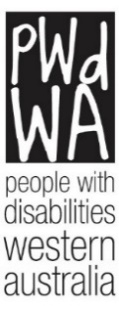 PWd
WA
people with
disabilities
western
australia